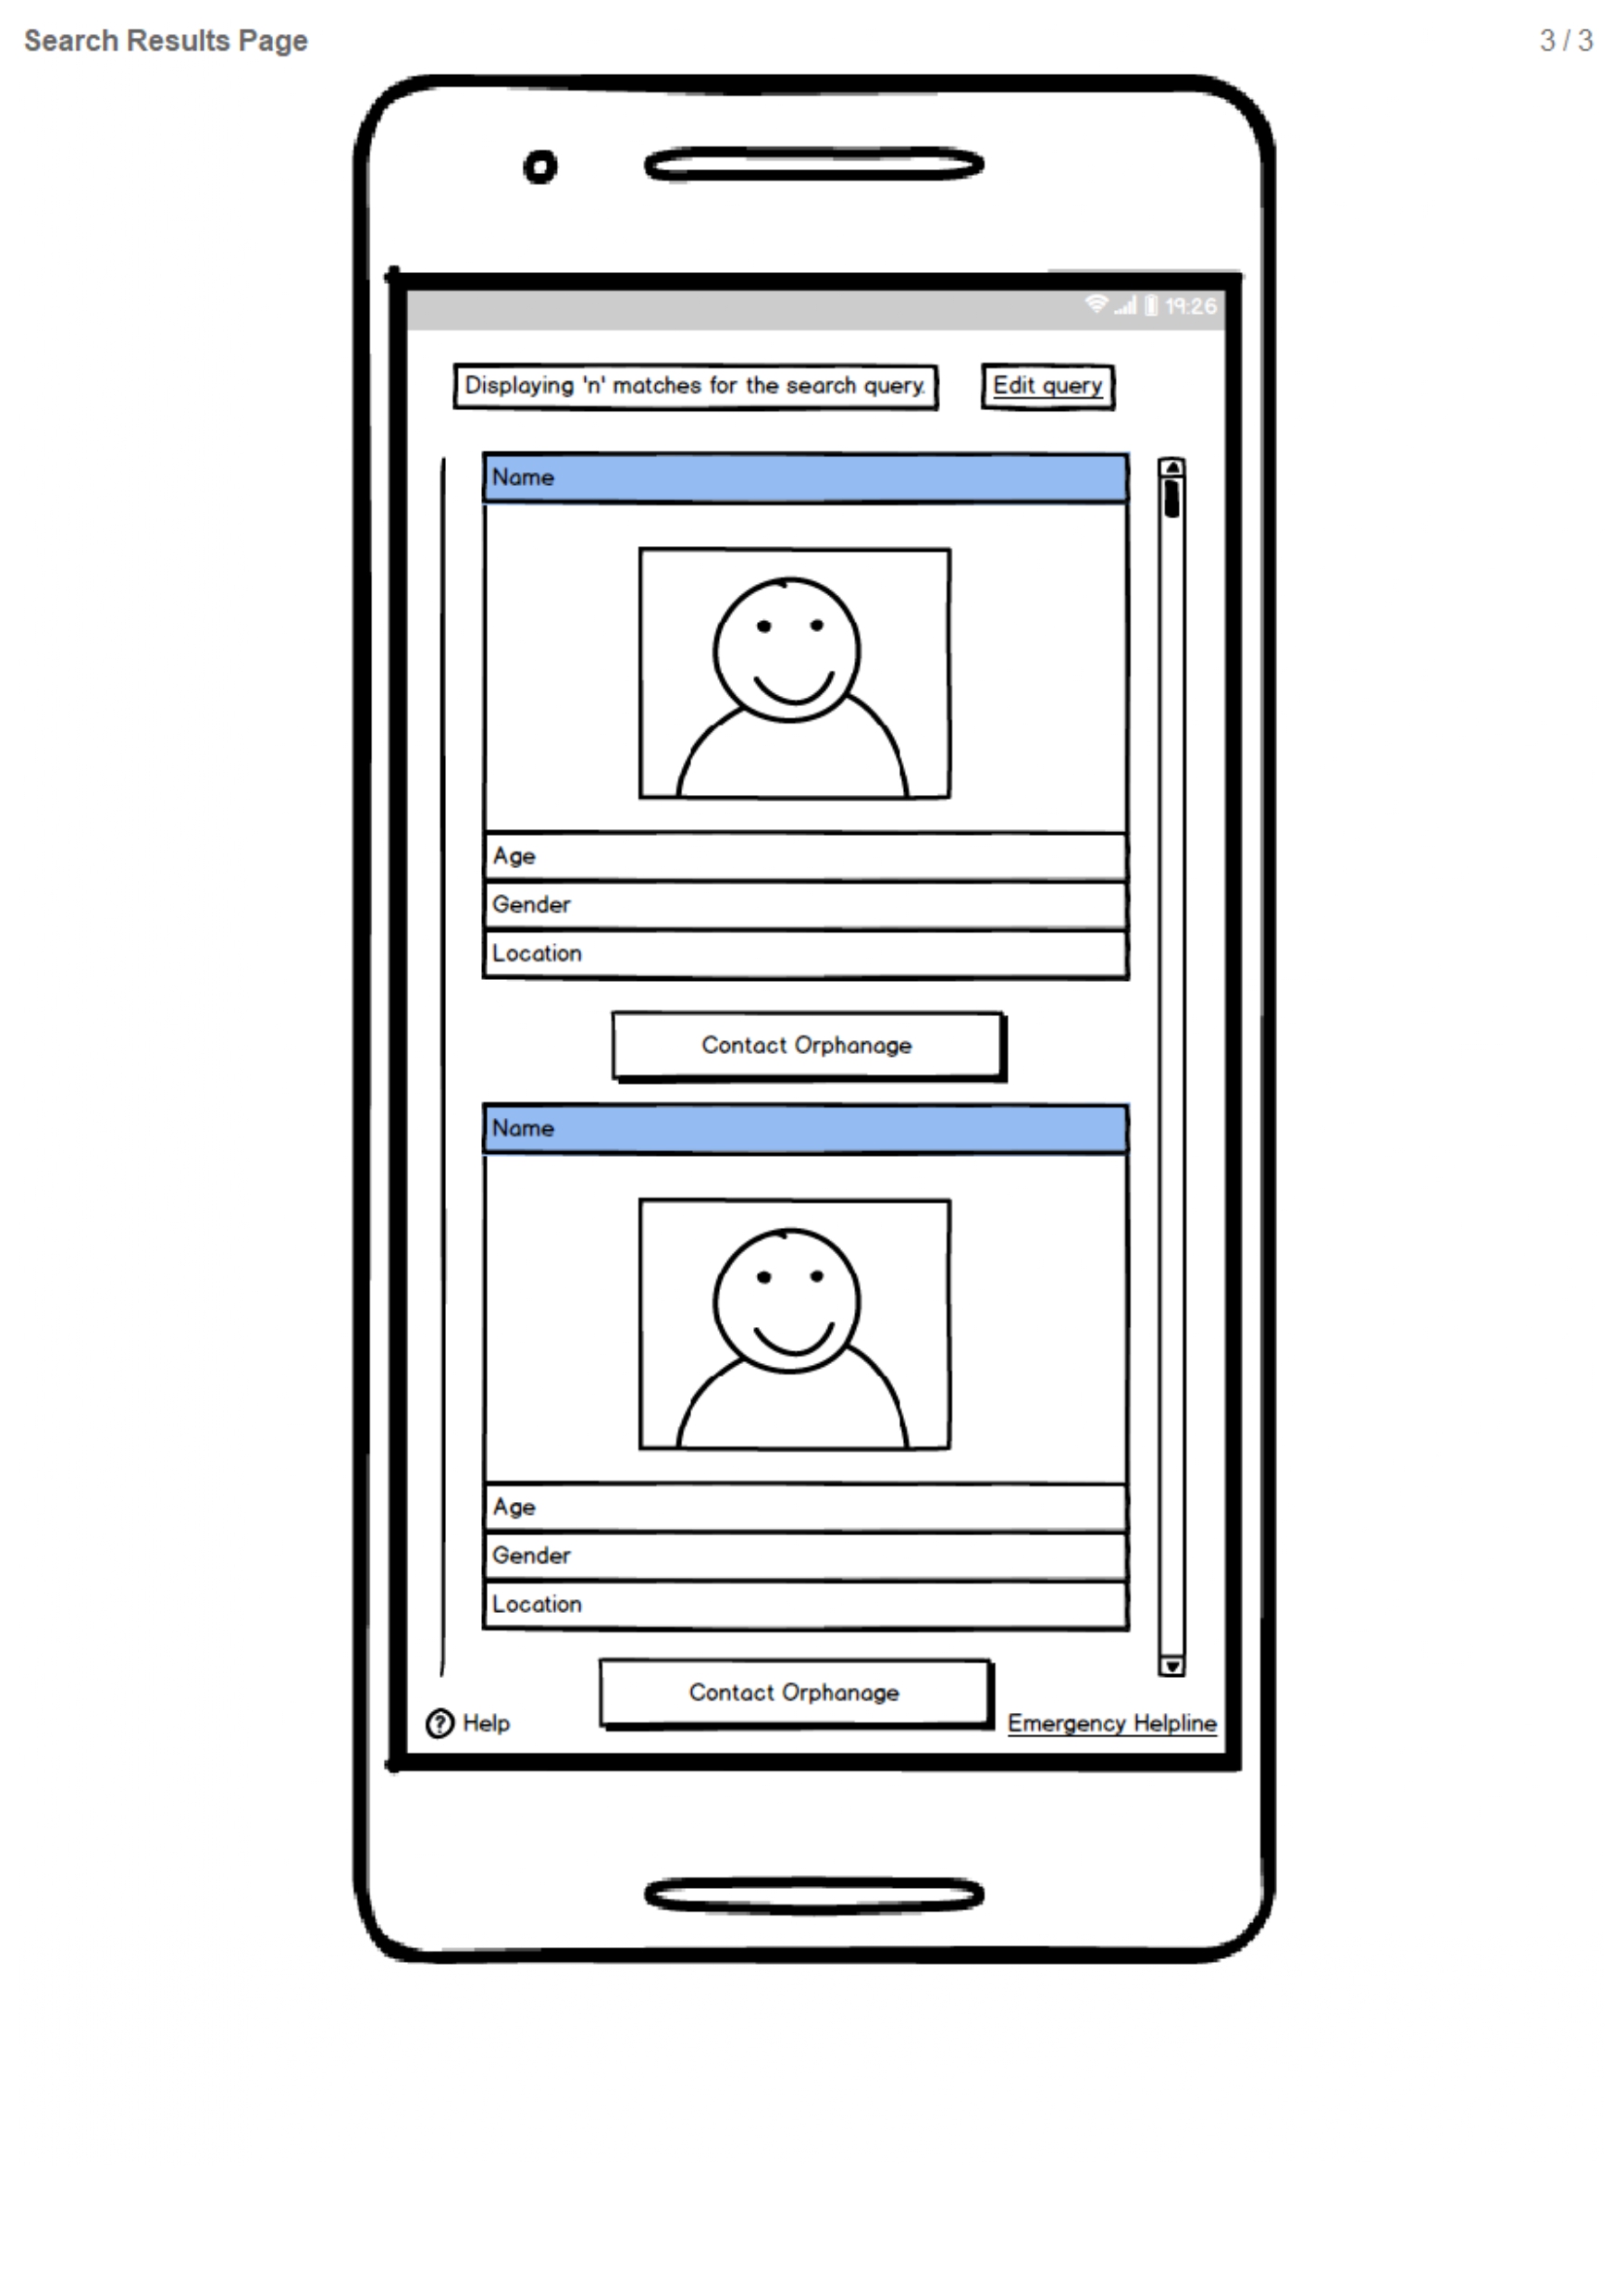 Search Results Page 3 / 3
19:26
Displaying 'n' matches for the search query. Edit query
Name
Age
Gender
Location
Contact Orphanage
Name
Age
Gender
Location
Contact Orphanage
? Help Emergency Helpline